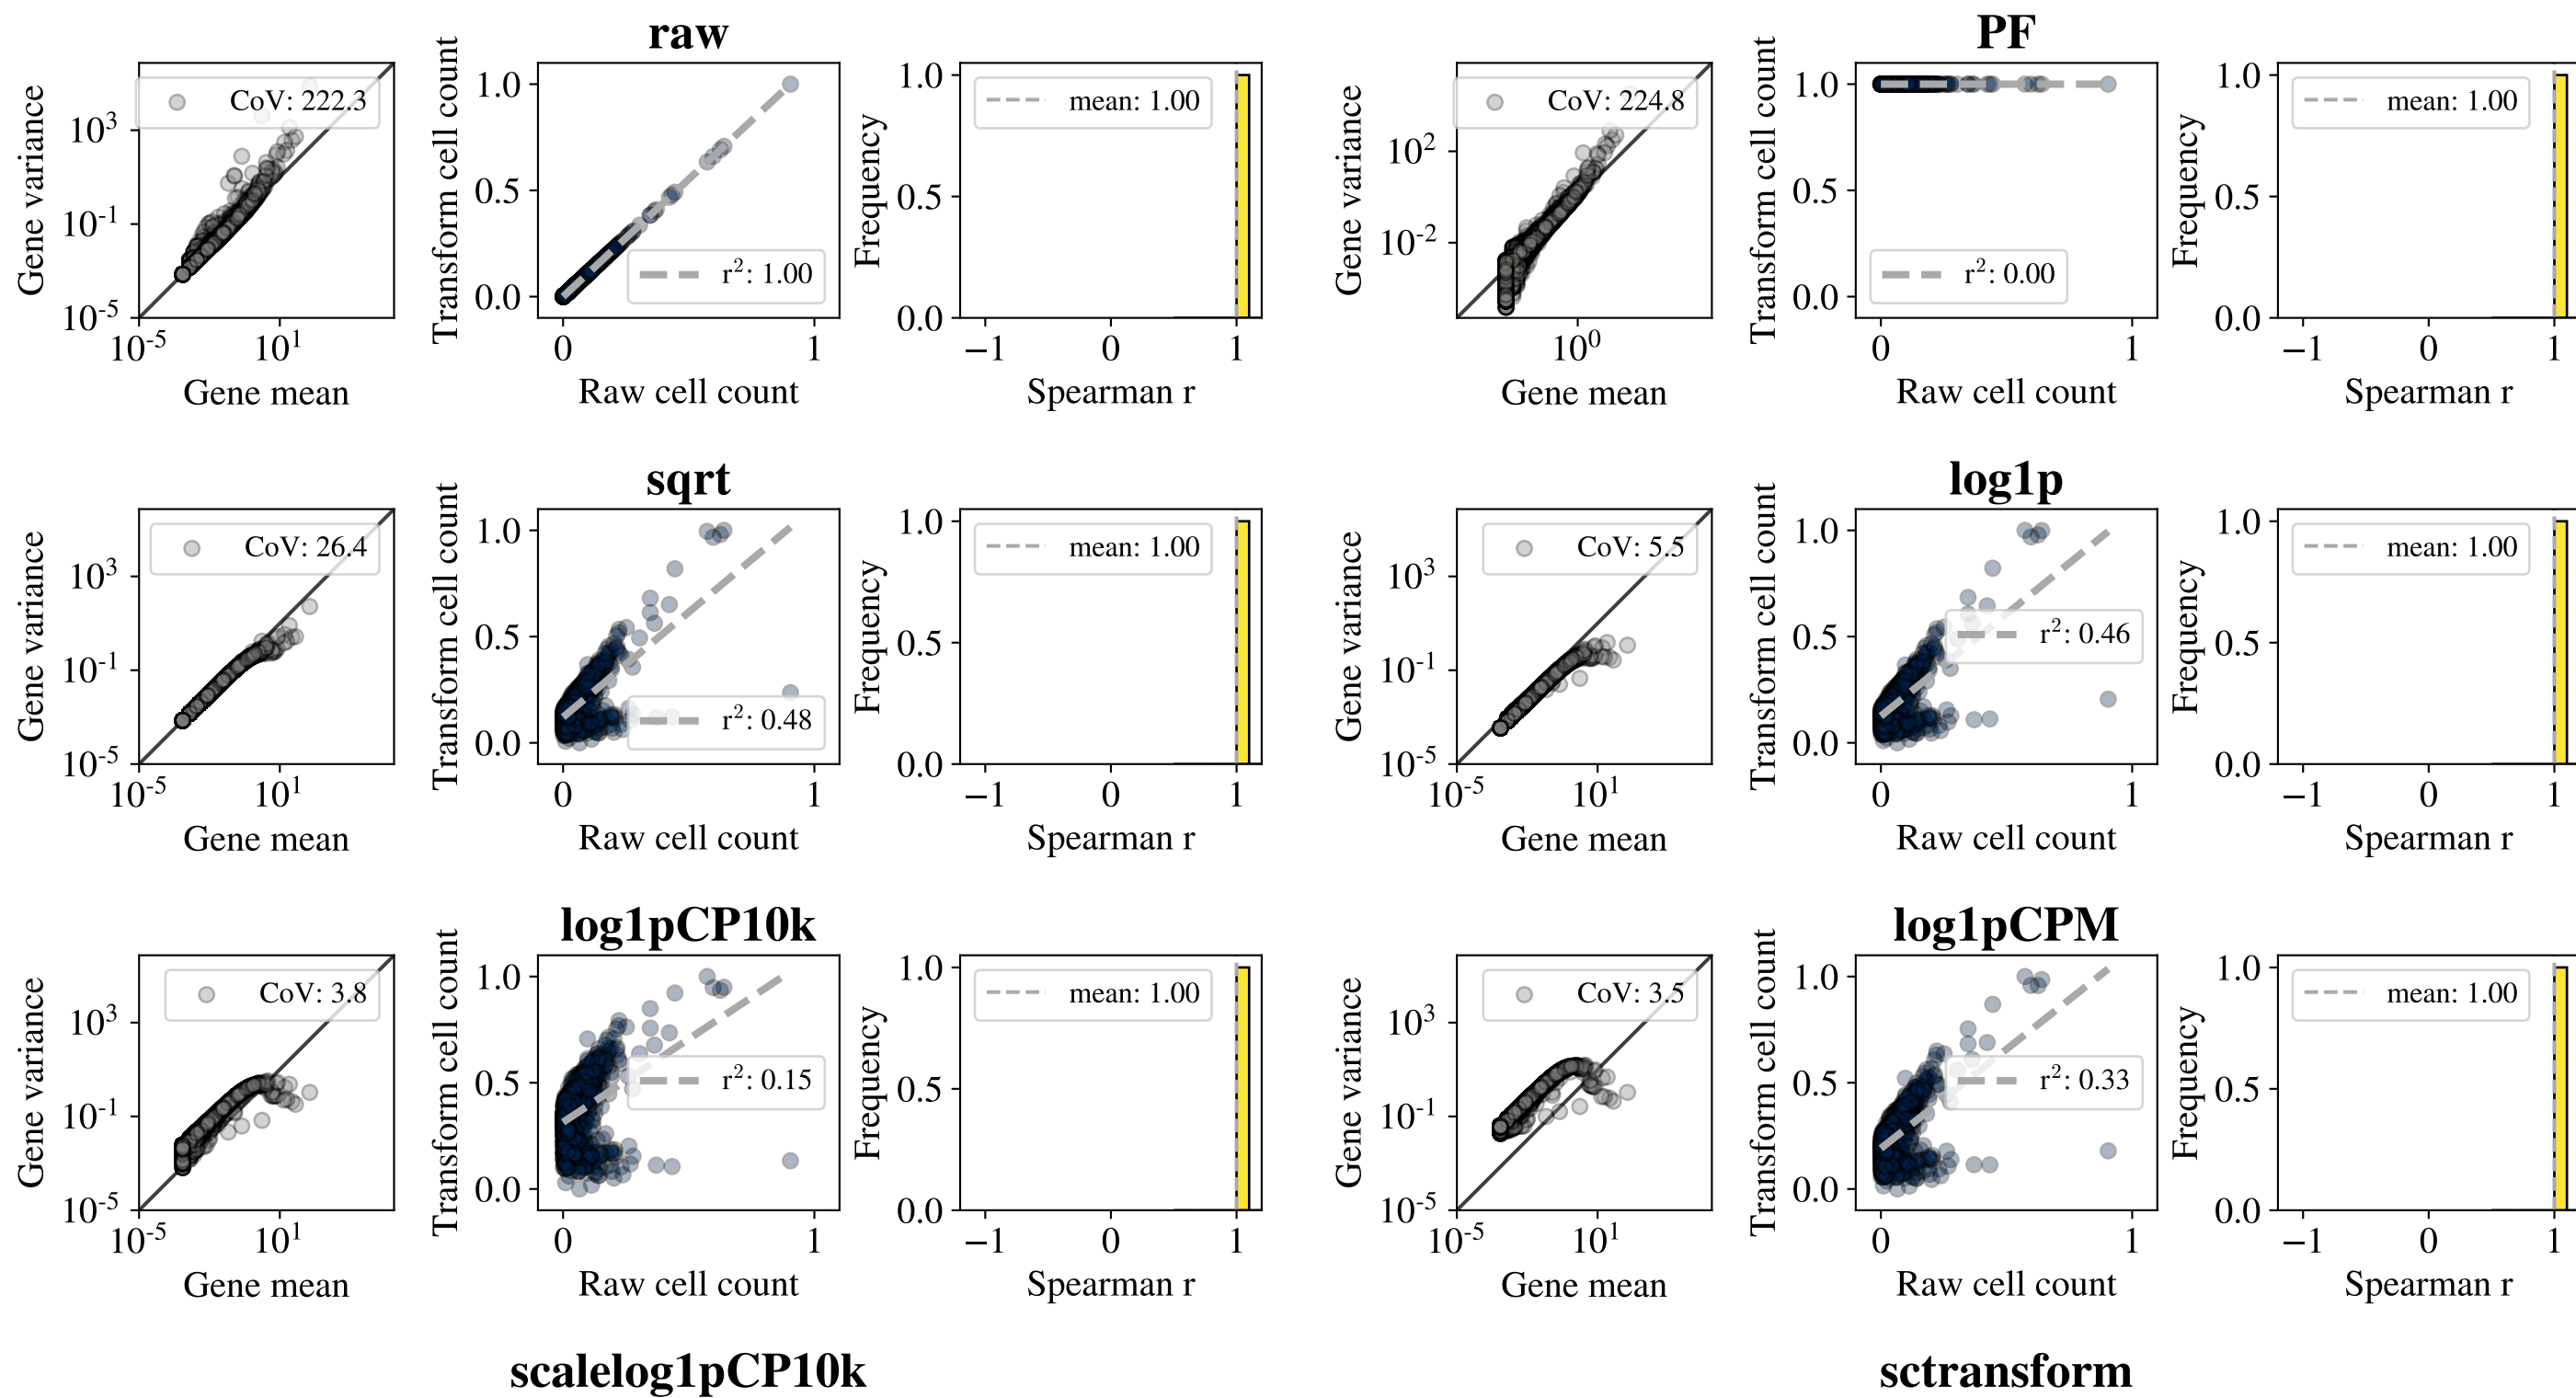 raw
Gene variance
10^3
10^-1
10^-5
CoV: 222.3
10^-5
10^1
Gene mean
Transform cell count
1.0
0.5
0.0
r^2: 1.00
0
1
Raw cell count
Frequency
1.0
0.5
0.0
mean: 1.00
−1
0
1
Spearman r
PF
Gene variance
10^2
10^-2
CoV: 224.8
10^0
Gene mean
Transform cell count
1.0
0.5
0.0
r^2: 0.00
0
1
Raw cell count
Frequency
1.0
0.5
0.0
mean: 1.00
−1
0
1
Spearman r
sqrt
Gene variance
10^3
10^-1
10^-5
CoV: 26.4
10^-5
10^1
Gene mean
Transform cell count
1.0
0.5
0.0
r^2: 0.48
0
1
Raw cell count
Frequency
1.0
0.5
0.0
mean: 1.00
−1
0
1
Spearman r
log1p
Gene variance
10^3
10^-1
10^-5
CoV: 5.5
10^-5
10^1
Gene mean
Transform cell count
1.0
0.5
0.0
r^2: 0.46
0
1
Raw cell count
Frequency
1.0
0.5
0.0
mean: 1.00
−1
0
1
Spearman r
log1pCP10k
Gene variance
10^3
10^-1
10^-5
CoV: 3.8
10^-5
10^1
Gene mean
Transform cell count
1.0
0.5
0.0
r^2: 0.15
0
1
Raw cell count
Frequency
1.0
0.5
0.0
mean: 1.00
−1
0
1
Spearman r
log1pCPM
Gene variance
10^3
10^-1
10^-5
CoV: 3.5
10^-5
10^1
Gene mean
Transform cell count
1.0
0.5
0.0
r^2: 0.33
0
1
Raw cell count
Frequency
1.0
0.5
0.0
mean: 1.00
−1
0
1
Spearman r
scalelog1pCP10k
sctransform